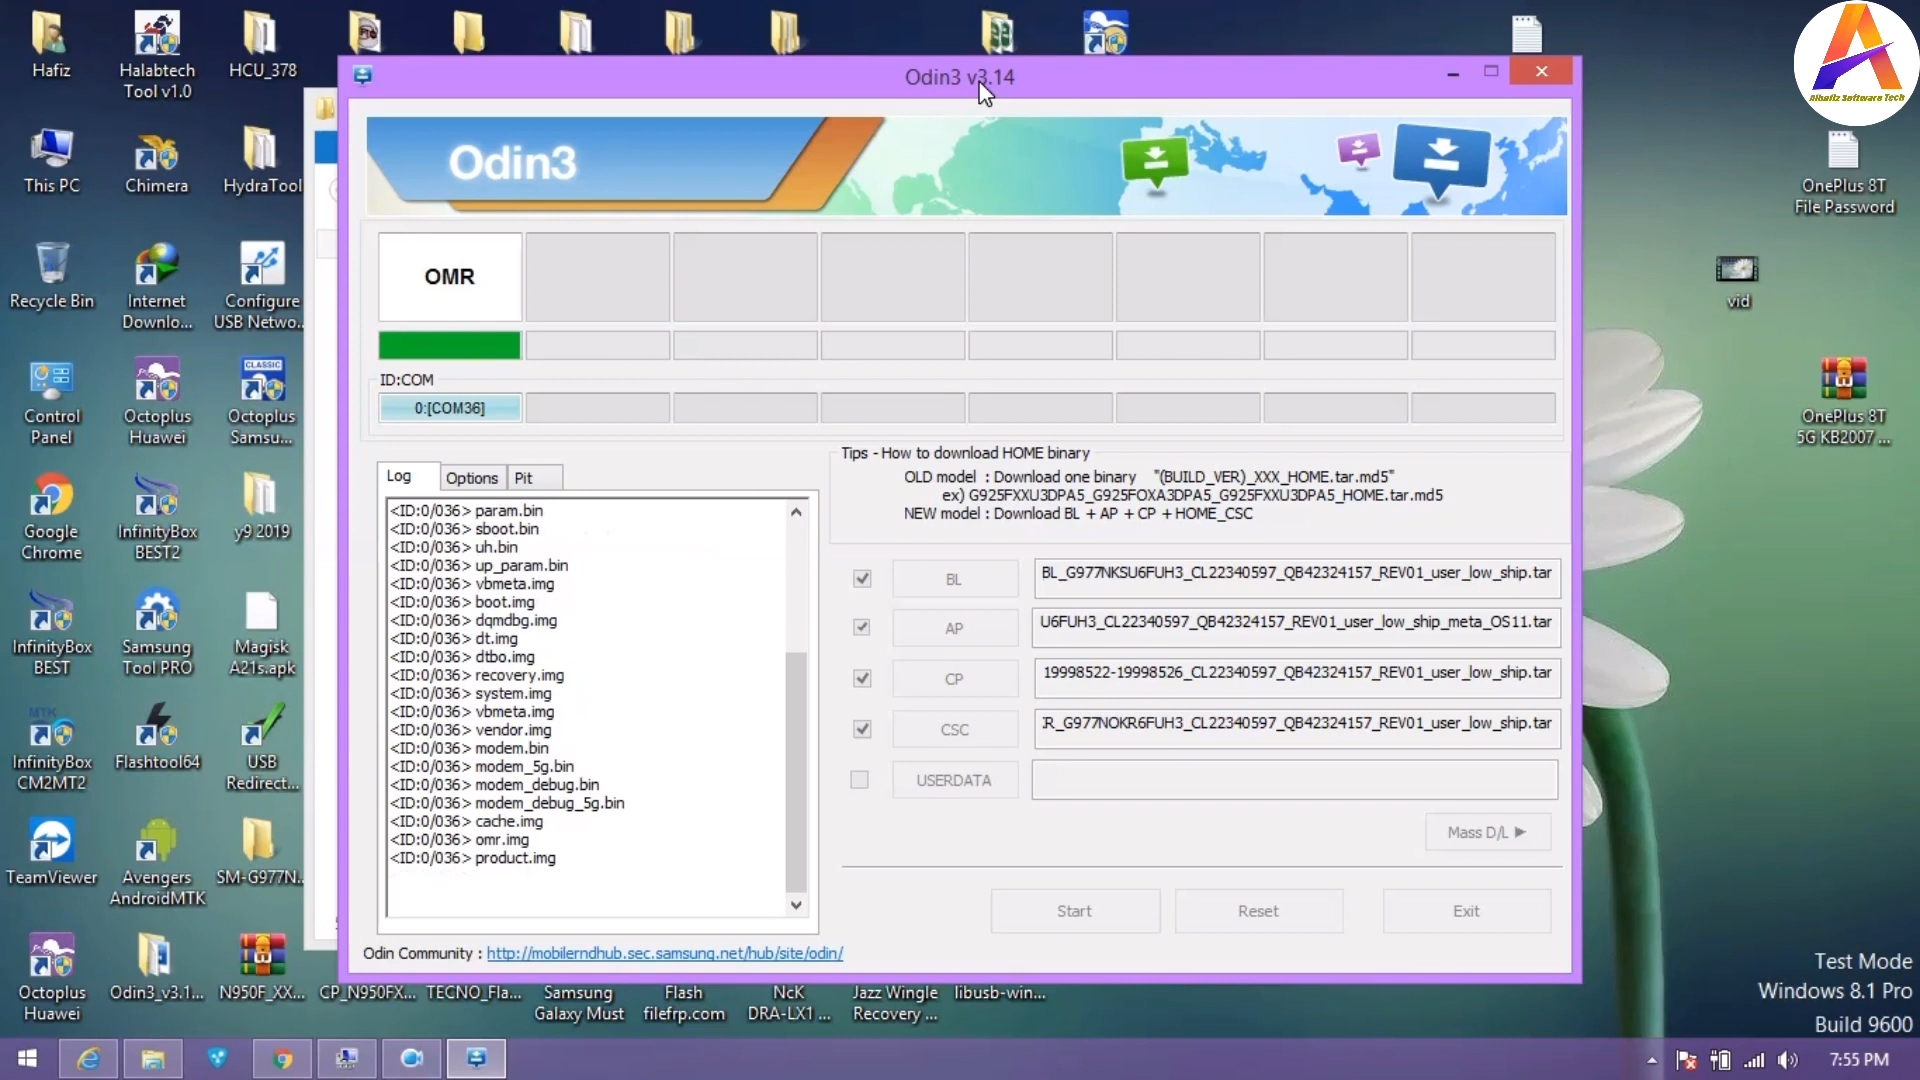 Hafiz
Halabtech
Tool v1.0
HCU_378
Odin3 v3.14
Alhafiz Software Tech
This PC
Chimera
HydraTool
Odin3
OnePlus 8T
File Password
OMR
Recycle Bin
Internet
Downlo...
Configure
USB Netwo...
vid
ID:COM
0:[COM36]
CLASSIC
Control
Panel
Octoplus
Huawei
Octoplus
Samsu...
OnePlus 8T
5G KB2007 ...
Tips - How to download HOME binary
OLD model : Download one binary "(BUILD_VER)_XXX_HOME.tar.md5"
ex) G925FXXU3DPA5_G925FOXA3DPA5_G925FXXU3DPA5_HOME.tar.md5
NEW model : Download BL + AP + CP + HOME_CSC
Log
Options
Pit
<ID:0/036> param.bin
<ID:0/036> sboot.bin
<ID:0/036> uh.bin
<ID:0/036> up_param.bin
<ID:0/036> vbmeta.img
<ID:0/036> boot.img
<ID:0/036> dqmdbg.img
<ID:0/036> dt.img
<ID:0/036> dtbo.img
<ID:0/036> recovery.img
<ID:0/036> system.img
<ID:0/036> vbmeta.img
<ID:0/036> vendor.img
<ID:0/036> modem.bin
<ID:0/036> modem_5g.bin
<ID:0/036> modem_debug.bin
<ID:0/036> modem_debug_5g.bin
<ID:0/036> cache.img
<ID:0/036> omr.img
<ID:0/036> product.img
BL
BL_G977NKSU6FUH3_CL22340597_QB42324157_REV01_user_low_ship.tar
AP
U6FUH3_CL22340597_QB42324157_REV01_user_low_ship_meta_OS11.tar
CP
19998522-19998526_CL22340597_QB42324157_REV01_user_low_ship.tar
CSC
R_G977NOKR6FUH3_CL22340597_QB42324157_REV01_user_low_ship.tar
USERDATA
Mass D/L
Start
Reset
Exit
Odin Community : http://mobilerndhub.sec.samsung.net/hub/site/odin/
Google
Chrome
InfinityBox
BEST2
y9 2019
InfinityBox
BEST
Samsung
Tool PRO
Magisk
A21s.apk
MTK
InfinityBox
CM2MT2
Flashtool64
USB
Redirect...
TeamViewer
Avengers
AndroidMTK
SM-G977N...
Octoplus
Huawei
Odin3_v3.1...
N950F_XX...
CP_N950FX...
TECNO_Fla...
Samsung
Galaxy Must
Flash
filefrp.com
NcK
DRA-LX1 ...
Jazz Wingle
Recovery ...
libusb-win...
Test Mode
Windows 8.1 Pro
Build 9600
7:55 PM